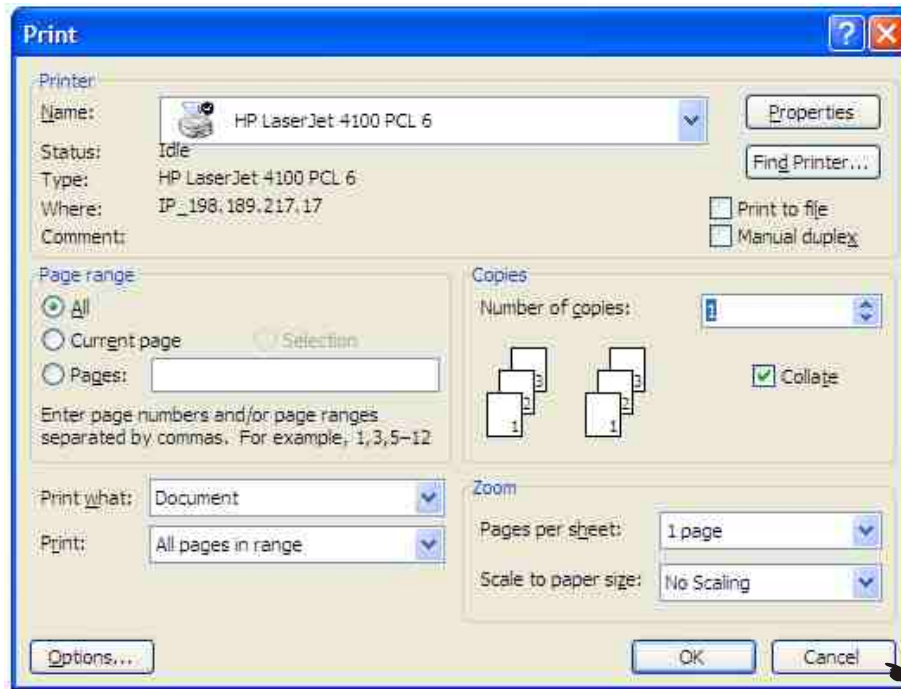 Print
Printer
Name: HP LaserJet 4100 PCL 6 Properties
Status: Idle Find Printer...
Type: HP LaserJet 4100 PCL 6
Where: IP_198.189.217.17 Print to file
Comment: Manual duplex
Page range
All
Current page Selection
Pages:
Enter page numbers and/or page ranges
separated by commas. For example, 1,3,5–12
Copies
Number of copies: 1
3 3
2 2
1 1
Collate
Print what: Document
Print: All pages in range
Zoom
Pages per sheet: 1 page
Scale to paper size: No Scaling
Options... OK Cancel